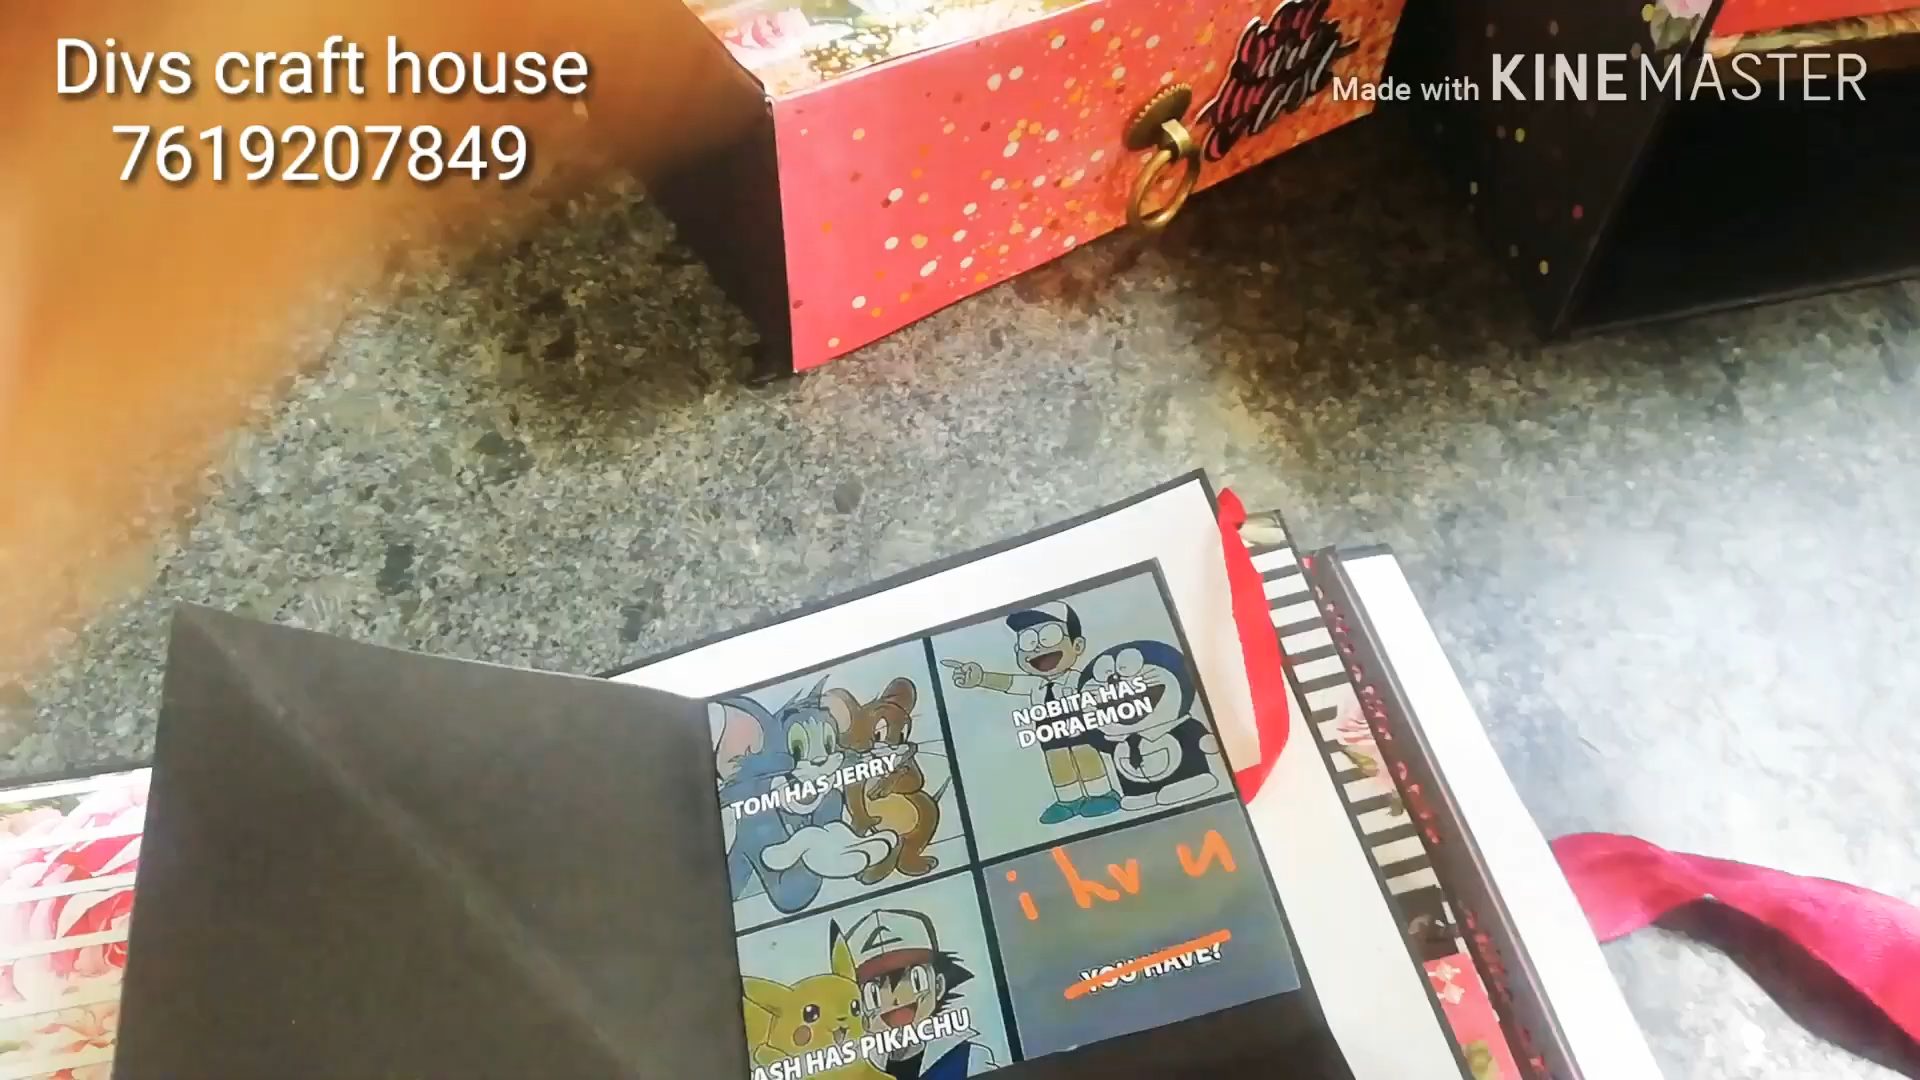 Divs craft house
7619207849
Made with KINEMASTER
NOBITA HAS
DORAEMON
TOM HAS JERRY
i hv u
YOU HAVE?
ASH HAS PIKACHU